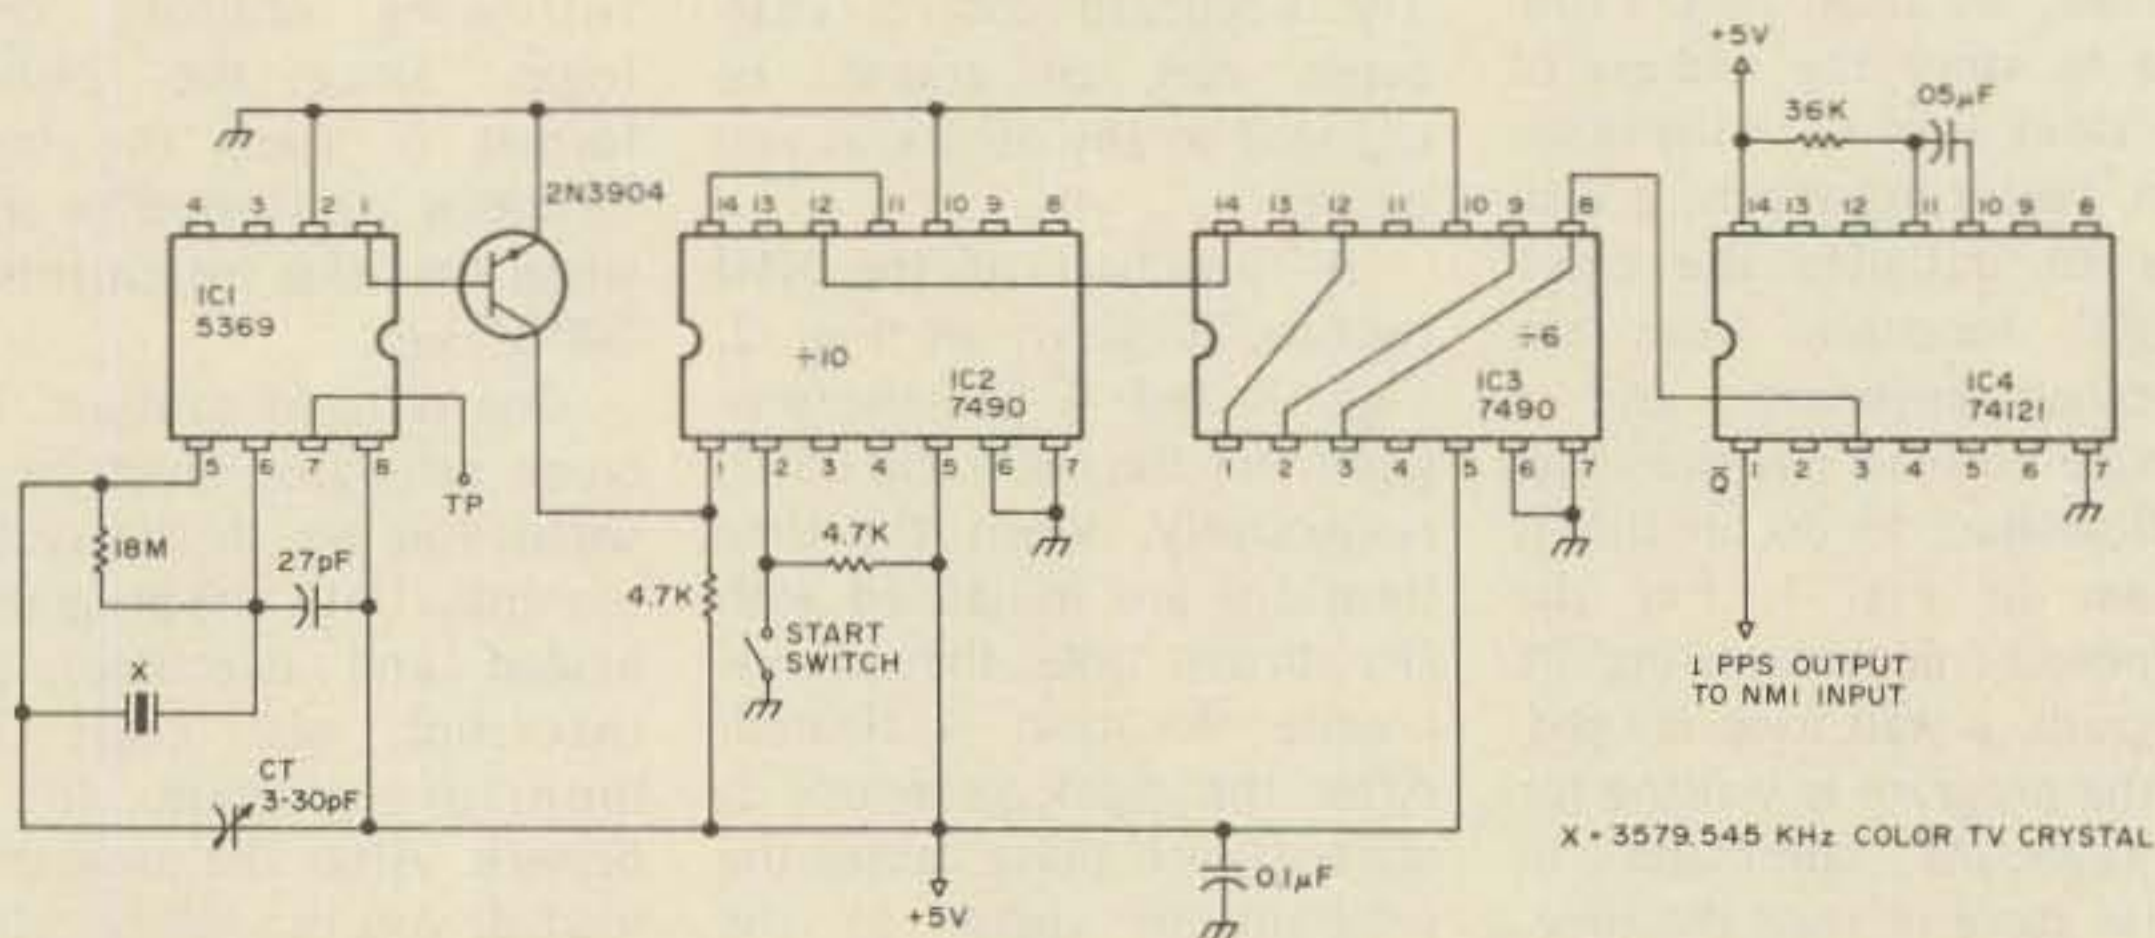 +5V
36K
05µF
4 3 2 1
2N3904
14 13 12 11 10 9 8
14 13 12 11 10 9 8
14 13 12 11 10 9 8
IC1
5369
÷10
IC2
7490
÷6
IC3
7490
IC4
74121
5 6 7 8
TP
1 2 3 4 5 6 7
1 2 3 4 5 6 7
Q̅ 1 2 3 4 5 6 7
18M
27pF
4.7K
4.7K
START
SWITCH
X
CT
3-30pF
1 PPS OUTPUT
TO NMI INPUT
X = 3579.545 KHz COLOR TV CRYSTAL
0.1µF
+5V